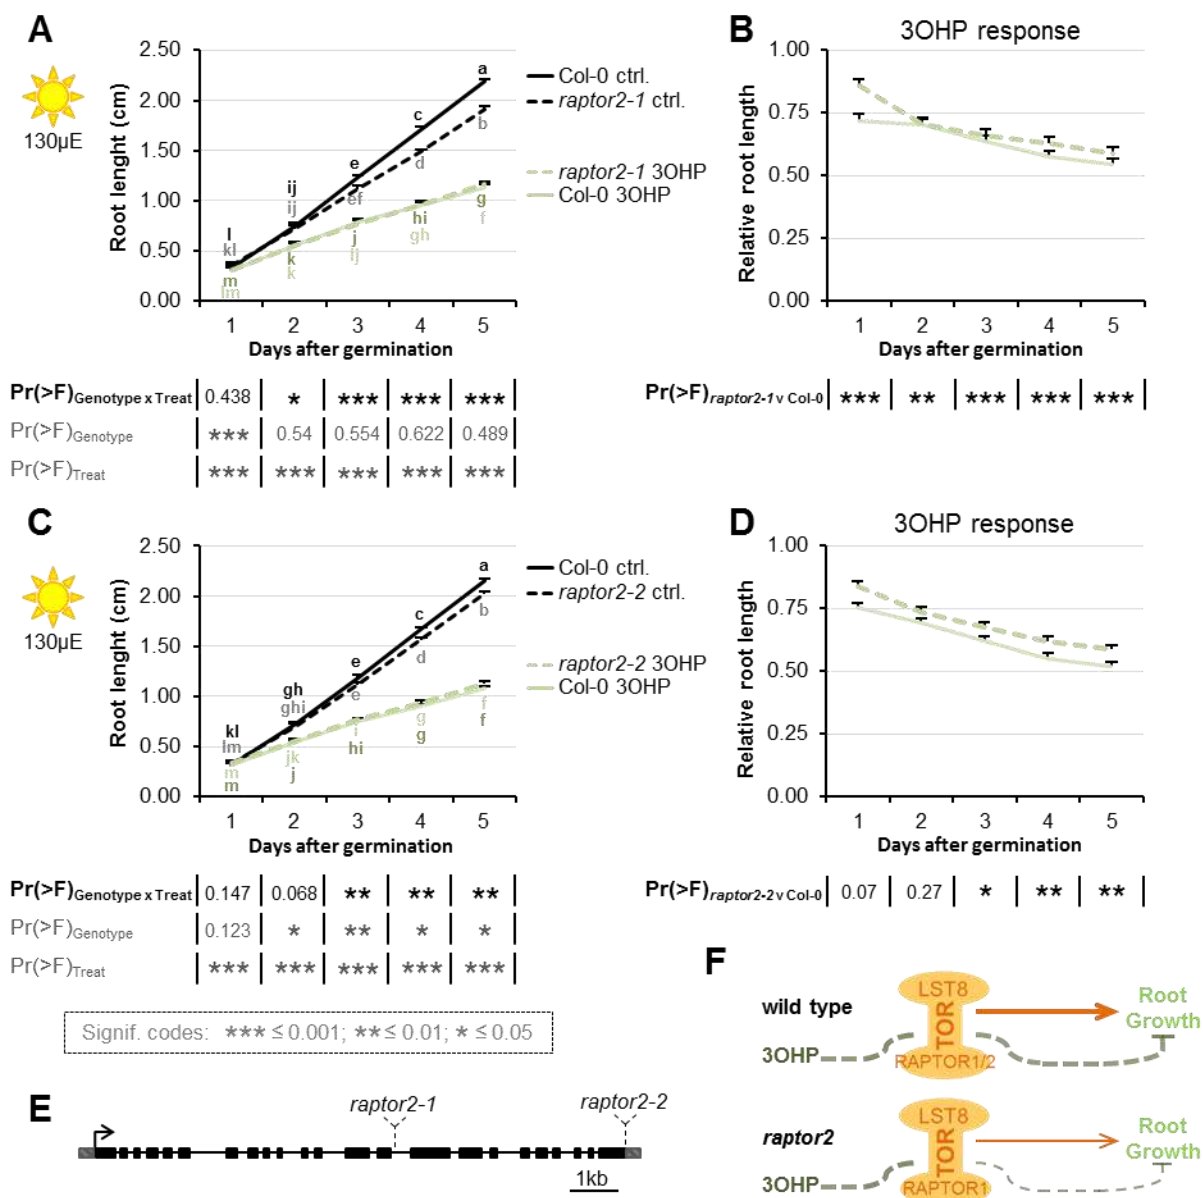 A
2.50
2.00
1.50
1.00
0.50
0.00
Root lenght (cm)
130µE
a
b
c
d
e
ef
ij
ij
l
kl
m
lm
k
k
j
ij
hi
gh
g
f
1 2 3 4 5
Days after germination
Col-0 ctrl.
raptor2-1 ctrl.
raptor2-1 3OHP
Col-0 3OHP
B
3OHP response
1.00
0.75
0.50
0.25
0.00
Relative root length
1 2 3 4 5
Days after germination
Pr(>F)Genotype x Treat 0.438 * *** *** ***
Pr(>F)Genotype *** 0.54 0.554 0.622 0.489
Pr(>F)Treat *** *** *** *** ***
Pr(>F)raptor2-1 v Col-0 *** ** *** *** ***
C
2.50
2.00
1.50
1.00
0.50
0.00
Root lenght (cm)
130µE
a
b
c
d
e
e
gh
ghi
kl
lm
m
m
jk
j
i
hi
g
g
f
f
1 2 3 4 5
Days after germination
Col-0 ctrl.
raptor2-2 ctrl.
raptor2-2 3OHP
Col-0 3OHP
D
3OHP response
1.00
0.75
0.50
0.25
0.00
Relative root length
1 2 3 4 5
Days after germination
Pr(>F)Genotype x Treat 0.147 0.068 ** ** **
Pr(>F)Genotype 0.123 * ** * *
Pr(>F)Treat *** *** *** *** ***
Pr(>F)raptor2-2 v Col-0 0.07 0.27 * ** **
Signif. codes: *** ≤ 0.001; ** ≤ 0.01; * ≤ 0.05
E
raptor2-1
raptor2-2
1kb
F
wild type
LST8
TOR
RAPTOR1/2
3OHP
Root
Growth
raptor2
LST8
TOR
RAPTOR1
3OHP
Root
Growth